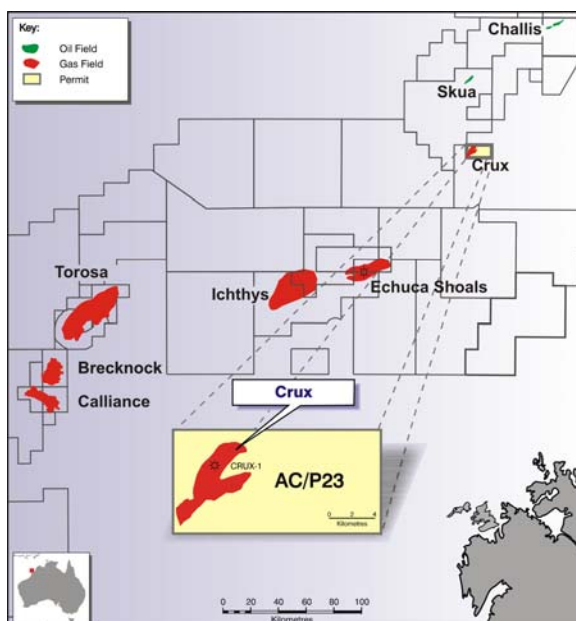 Key:
Oil Field
Gas Field
Permit
Challis
Skua
Crux
Torosa
Ichthys
Echuca Shoals
Brecknock
Calliance
Crux
CRUX-1
AC/P23
0 2 4
Kilometres
0 20 40 60 80 100
Kilometres